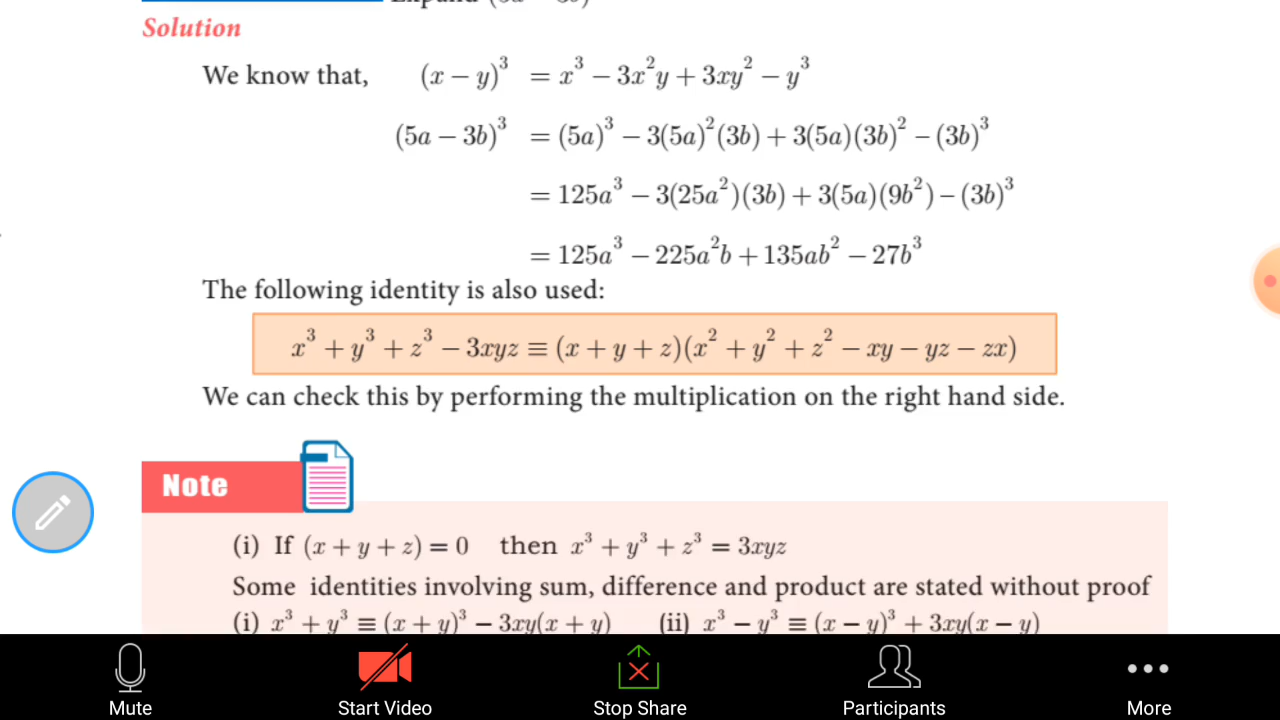 Solution
We know that, (x − y)³ = x³ − 3x²y + 3xy² − y³
(5a − 3b)³ = (5a)³ − 3(5a)²(3b) + 3(5a)(3b)² − (3b)³
= 125a³ − 3(25a²)(3b) + 3(5a)(9b²) − (3b)³
= 125a³ − 225a²b + 135ab² − 27b³
The following identity is also used:
x³ + y³ + z³ − 3xyz ≡ (x + y + z)(x² + y² + z² − xy − yz − zx)
We can check this by performing the multiplication on the right hand side.
Note
(i) If (x + y + z) = 0 then x³ + y³ + z³ = 3xyz
Some identities involving sum, difference and product are stated without proof
(i) x³ + y³ ≡ (x + y)³ − 3xy(x + y) (ii) x³ − y³ ≡ (x − y)³ + 3xy(x − y)
Mute Start Video Stop Share Participants More